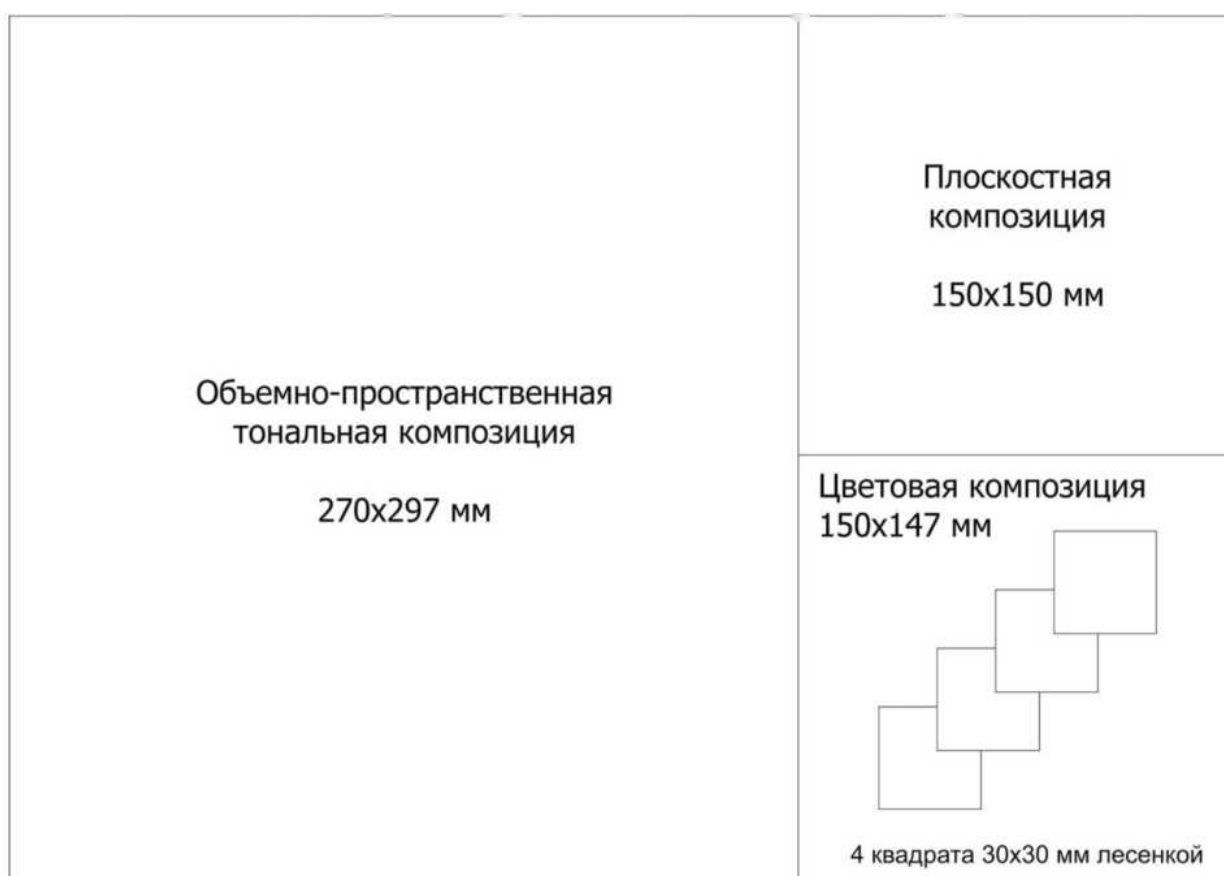 Объемно-пространственная
тональная композиция
270х297 мм
Плоскостная
композиция
150х150 мм
Цветовая композиция
150х147 мм
4 квадрата 30х30 мм лесенкой